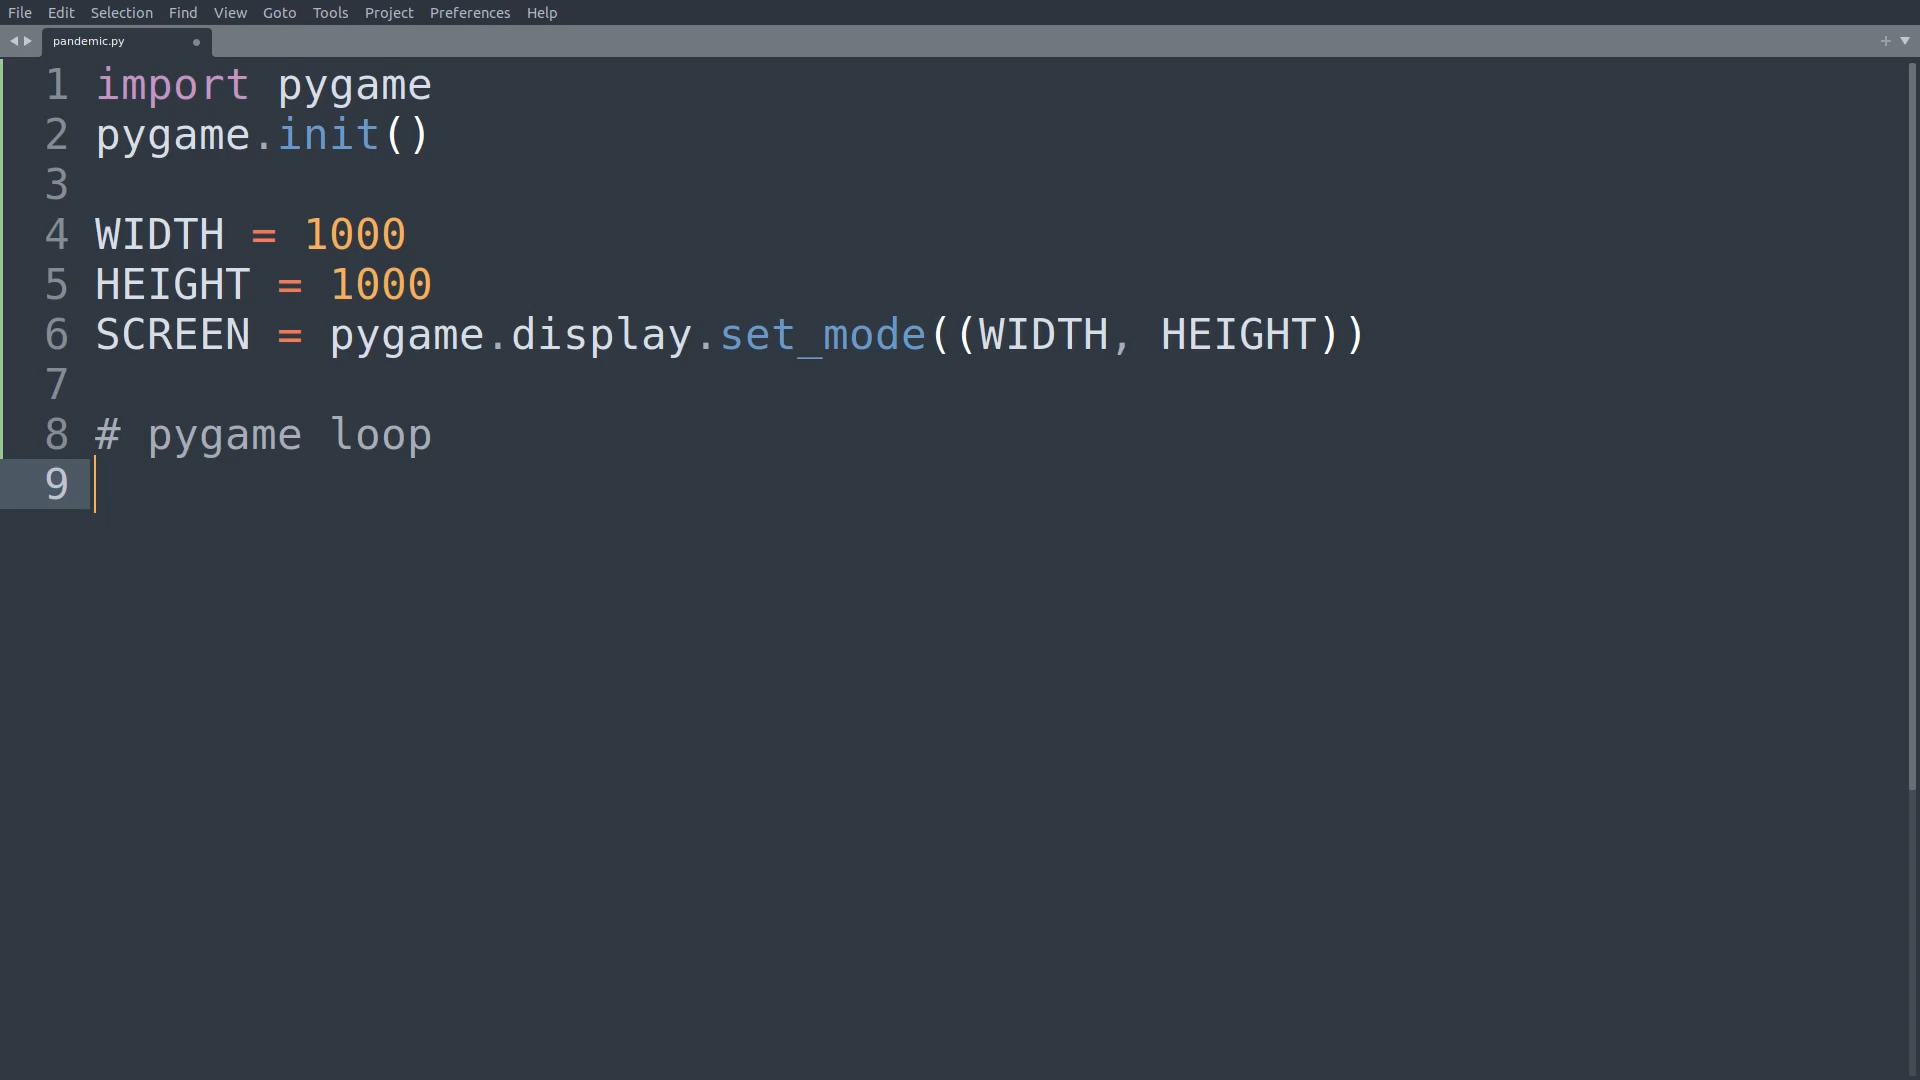 File Edit Selection Find View Goto Tools Project Preferences Help
pandemic.py
1 import pygame
2 pygame.init()
3
4 WIDTH = 1000
5 HEIGHT = 1000
6 SCREEN = pygame.display.set_mode((WIDTH, HEIGHT))
7
8 # pygame loop
9